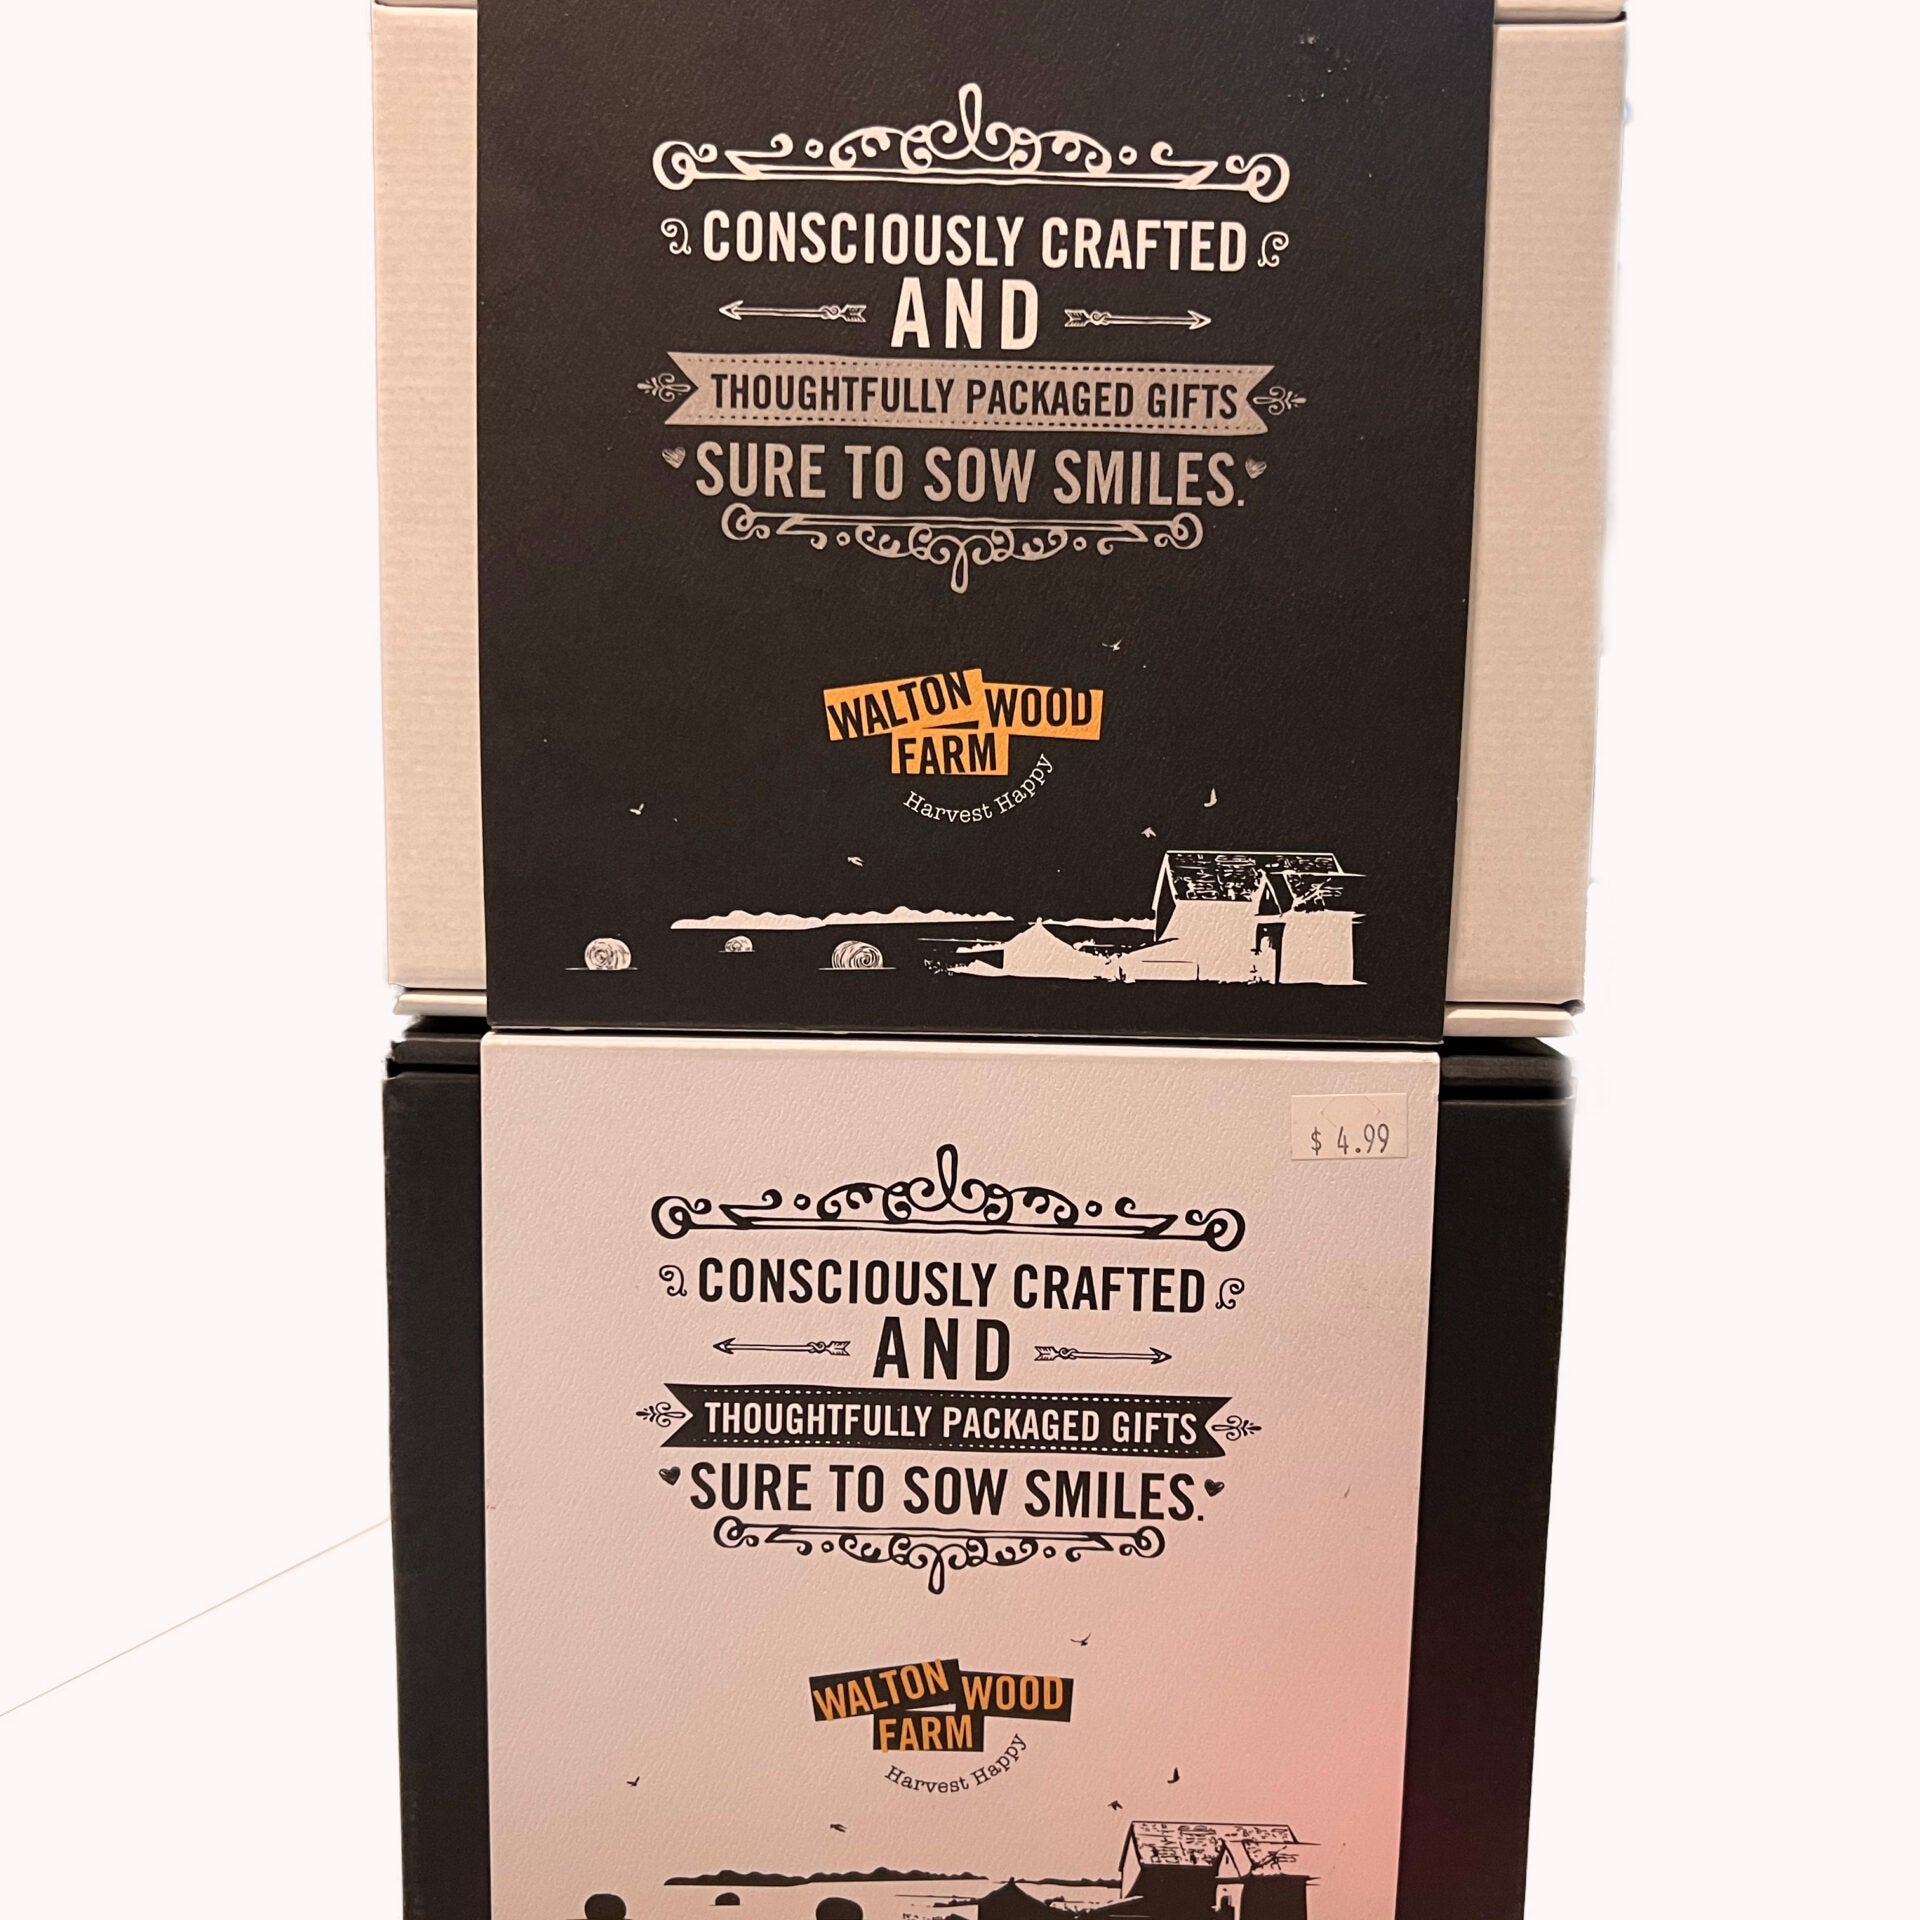 CONSCIOUSLY CRAFTED
AND
THOUGHTFULLY PACKAGED GIFTS
SURE TO SOW SMILES.
WALTON WOOD
FARM
Harvest Happy
$ 4.99
CONSCIOUSLY CRAFTED
AND
THOUGHTFULLY PACKAGED GIFTS
SURE TO SOW SMILES.
WALTON WOOD
FARM
Harvest Happy